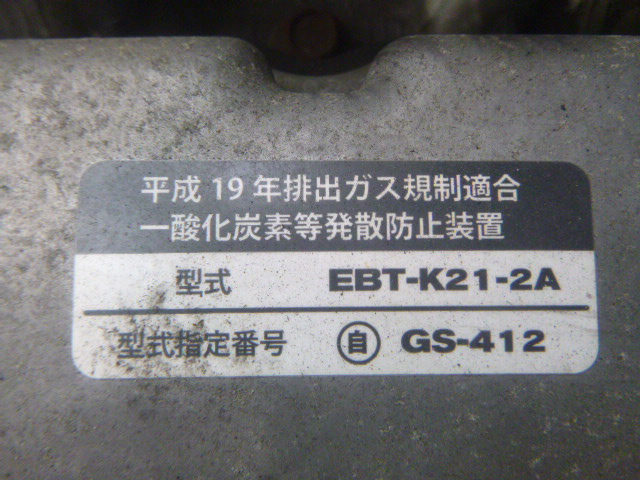 平成19年排出ガス規制適合
一酸化炭素等発散防止装置
型式 EBT-K21-2A
型式指定番号 自 GS-412